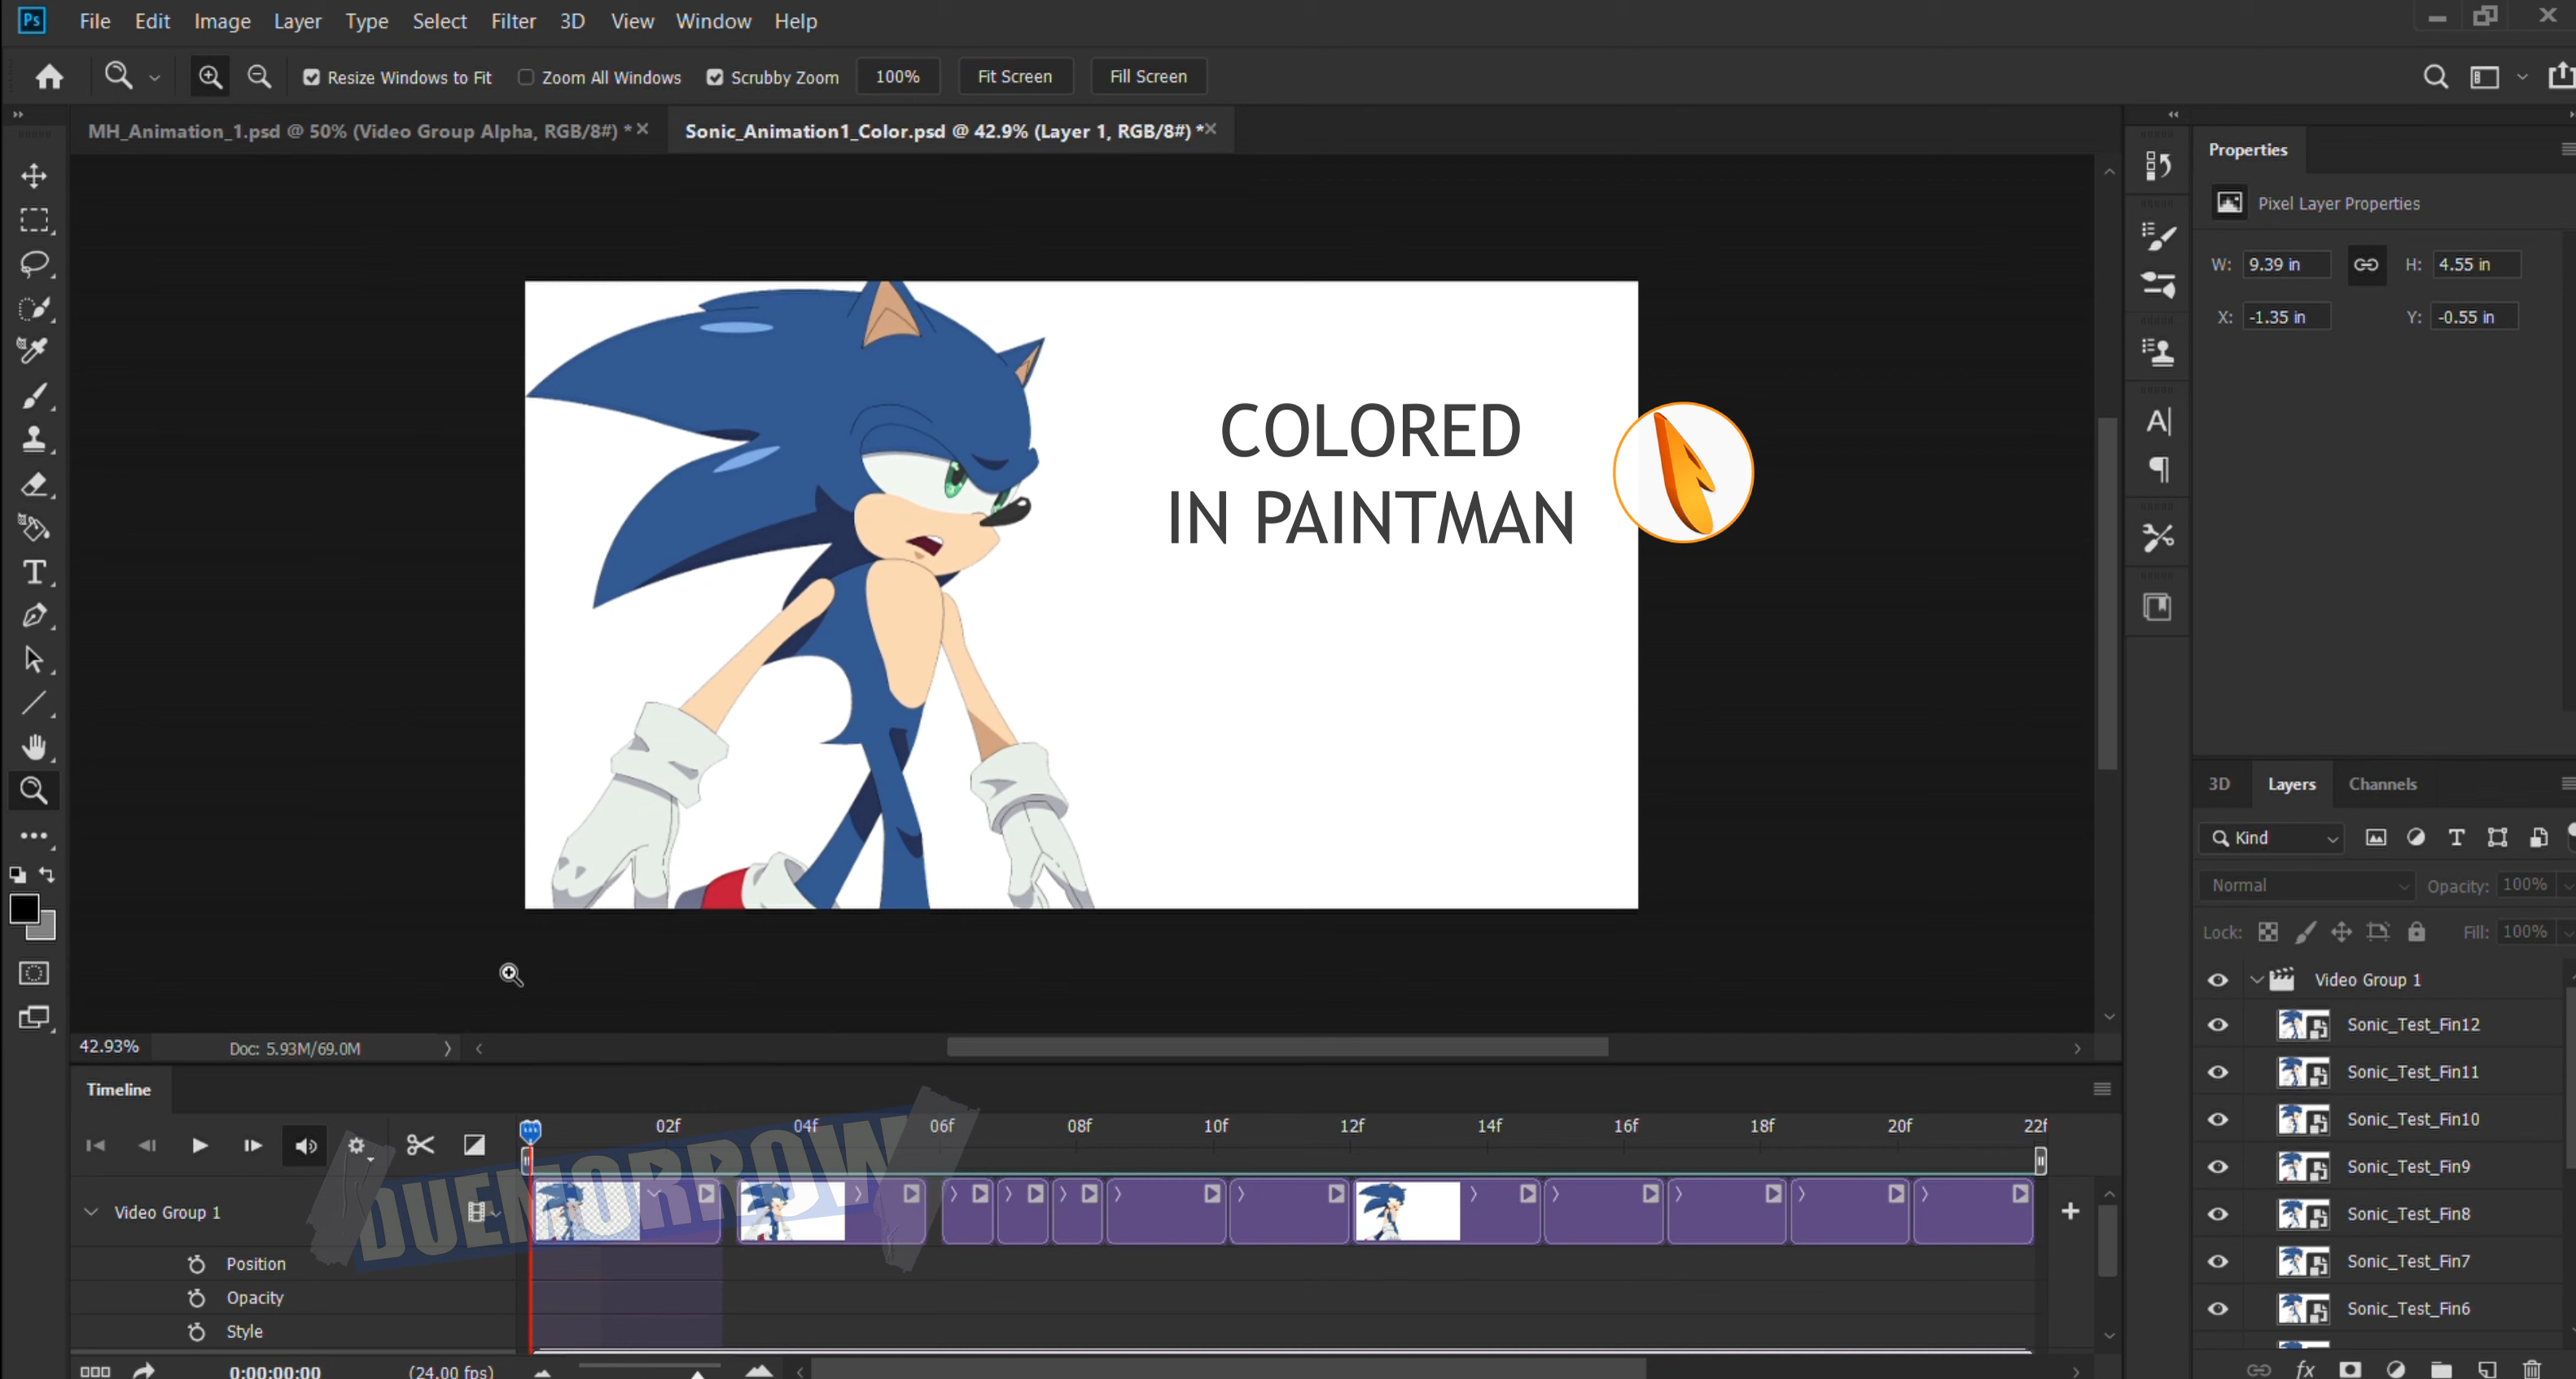 Ps File Edit Image Layer Type Select Filter 3D View Window Help
Resize Windows to Fit Zoom All Windows Scrubby Zoom 100% Fit Screen Fill Screen
MH_Animation_1.psd @ 50% (Video Group Alpha, RGB/8#) * Sonic_Animation1_Color.psd @ 42.9% (Layer 1, RGB/8#) *
Properties
Pixel Layer Properties
W: 9.39 in H: 4.55 in
X: -1.35 in Y: -0.55 in
COLORED
IN PAINTMAN
3D Layers Channels
Kind
Normal Opacity: 100%
Lock: Fill: 100%
Video Group 1
Sonic_Test_Fin12
Sonic_Test_Fin11
Sonic_Test_Fin10
Sonic_Test_Fin9
Sonic_Test_Fin8
Sonic_Test_Fin7
Sonic_Test_Fin6
fx
42.93% Doc: 5.93M/69.0M
Timeline
02f 04f 06f 08f 10f 12f 14f 16f 18f 20f 22f
DUEMORROW
Video Group 1
Position
Opacity
Style
0:00:00:00 (24.00 fps)